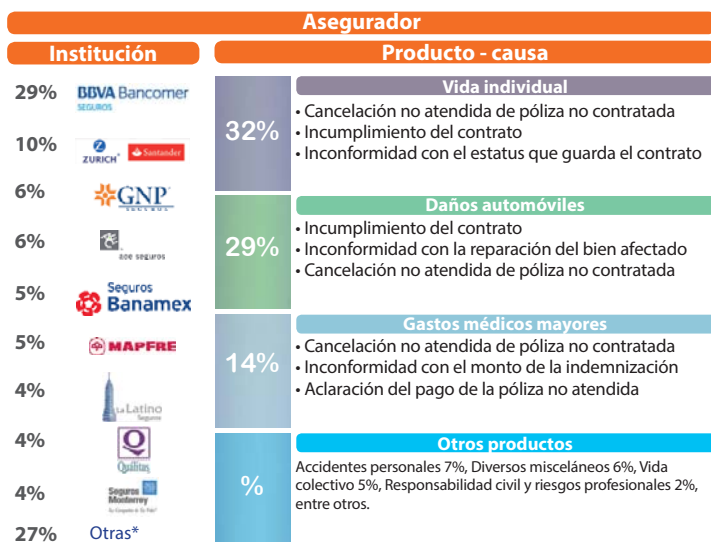 Asegurador
Institución
Producto - causa
29% BBVA Bancomer
SEGUROS
10% ZURICH Santander
6% GNP
SEGUROS
6% ace seguros
5% Seguros
Banamex
5% MAPFRE
4% La Latino
Seguros
4% Q
Quálitas
4% Seguros
Monterrey
27% Otras*
32%
Vida individual
• Cancelación no atendida de póliza no contratada
• Incumplimiento del contrato
• Inconformidad con el estatus que guarda el contrato
29%
Daños automóviles
• Incumplimiento del contrato
• Inconformidad con la reparación del bien afectado
• Cancelación no atendida de póliza no contratada
14%
Gastos médicos mayores
• Cancelación no atendida de póliza no contratada
• Inconformidad con el monto de la indemnización
• Aclaración del pago de la póliza no atendida
%
Otros productos
Accidentes personales 7%, Diversos misceláneos 6%, Vida
colectivo 5%, Responsabilidad civil y riesgos profesionales 2%,
entre otros.